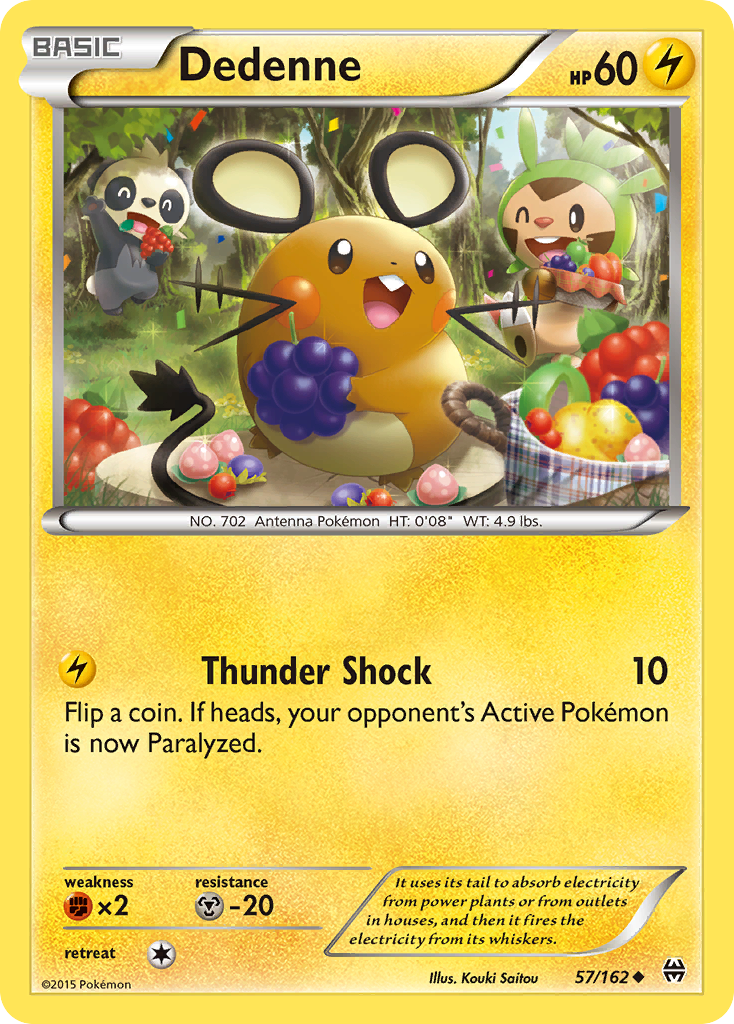 BASIC
Dedenne
HP60
NO. 702 Antenna Pokémon HT: 0'08" WT: 4.9 lbs.
Thunder Shock 10
Flip a coin. If heads, your opponent's Active Pokémon
is now Paralyzed.
weakness resistance
×2 -20
retreat
It uses its tail to absorb electricity
from power plants or from outlets
in houses, and then it fires the
electricity from its whiskers.
©2015 Pokémon
Illus. Kouki Saitou 57/162